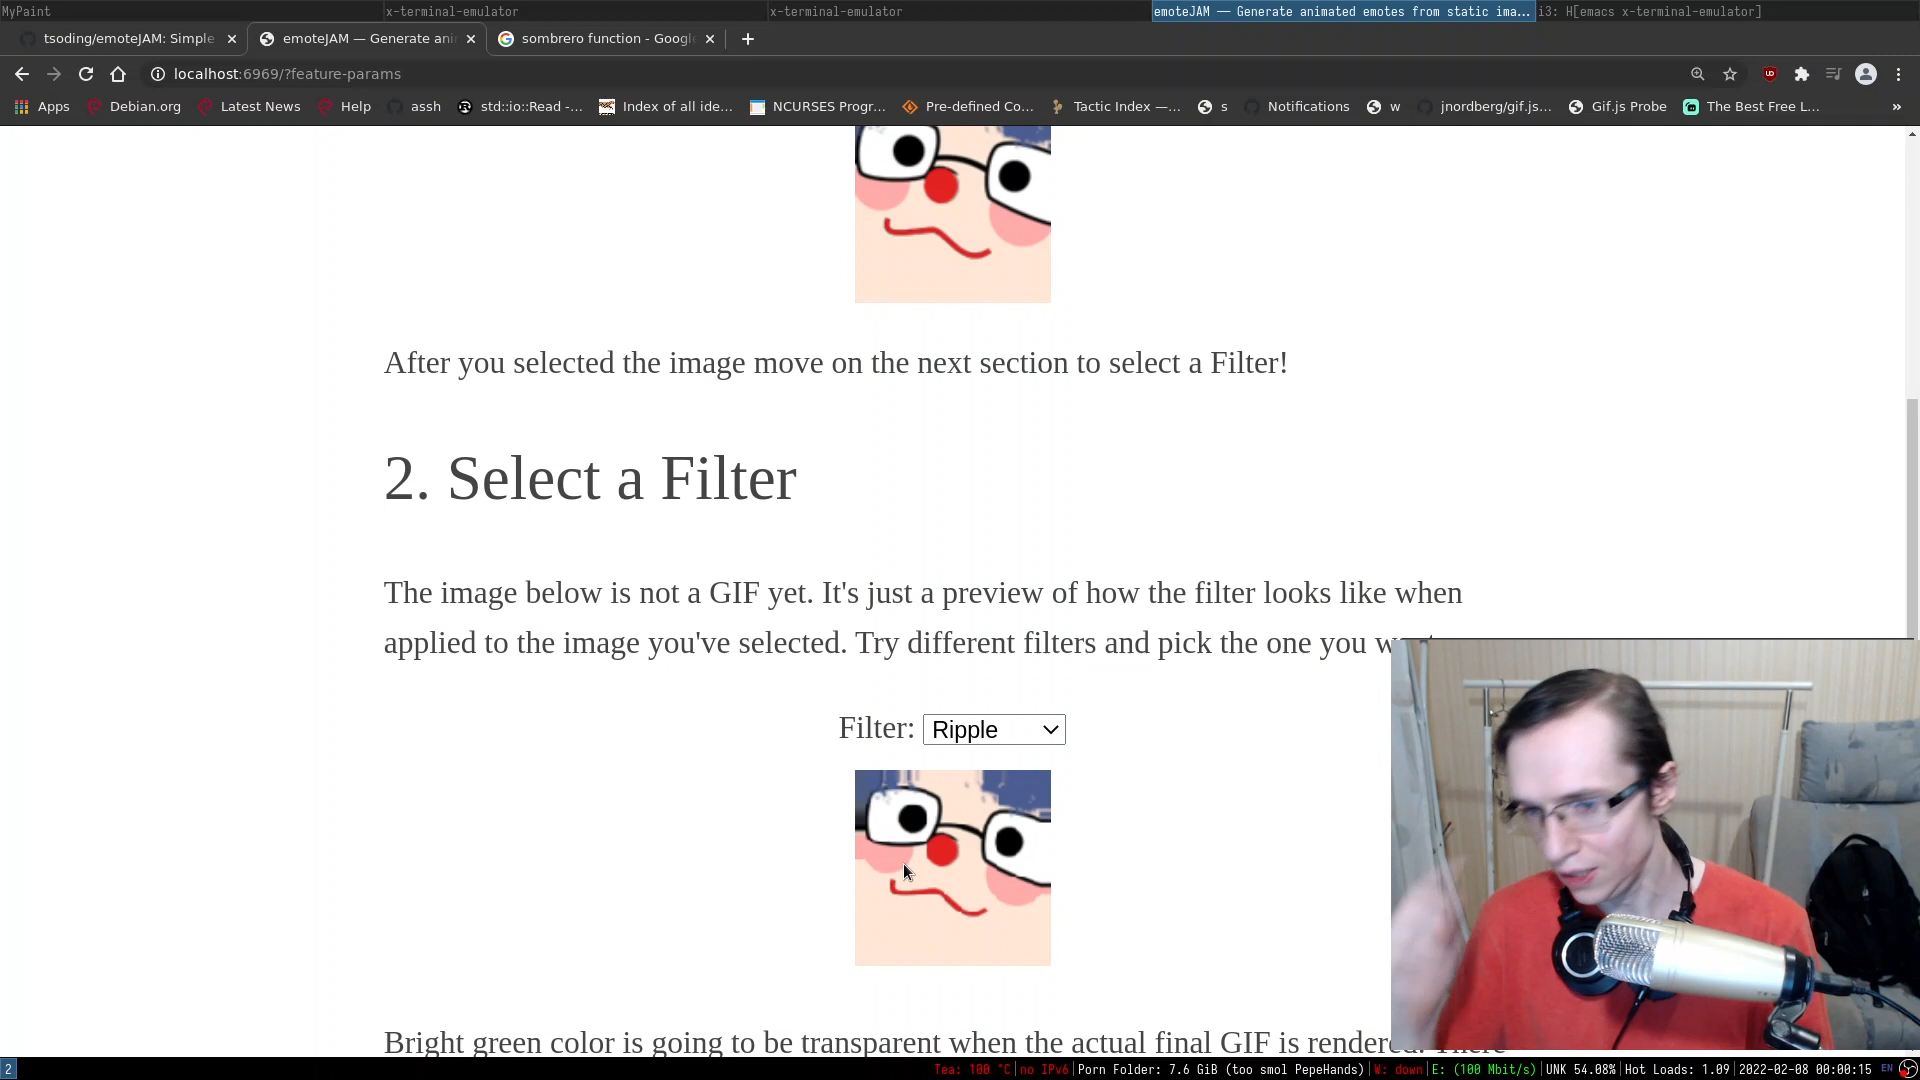 MyPaint
x-terminal-emulator
x-terminal-emulator
emoteJAM — Generate animated emotes from static ima...
i3: H[emacs x-terminal-emulator]
tsoding/emoteJAM: Simple
emoteJAM — Generate ani
sombrero function - Googl
localhost:6969/?feature-params
Apps
Debian.org
Latest News
Help
assh
std::io::Read -...
Index of all ide...
NCURSES Progr...
Pre-defined Co...
Tactic Index —...
s
Notifications
w
jnordberg/gif.js...
Gif.js Probe
The Best Free L...
»
After you selected the image move on the next section to select a Filter!
2. Select a Filter
The image below is not a GIF yet. It's just a preview of how the filter looks like when
applied to the image you've selected. Try different filters and pick the one you
Filter: Ripple
Bright green color is going to be transparent when the actual final GIF is rendered. There
2
Tea: 100 °C|no IPv6|Porn Folder: 7.6 GiB (too smol PepeHands)|W: down|E: (100 Mbit/s)|UNK 54.08%|Hot Loads: 1.09|2022-02-08 00:00:15
EN